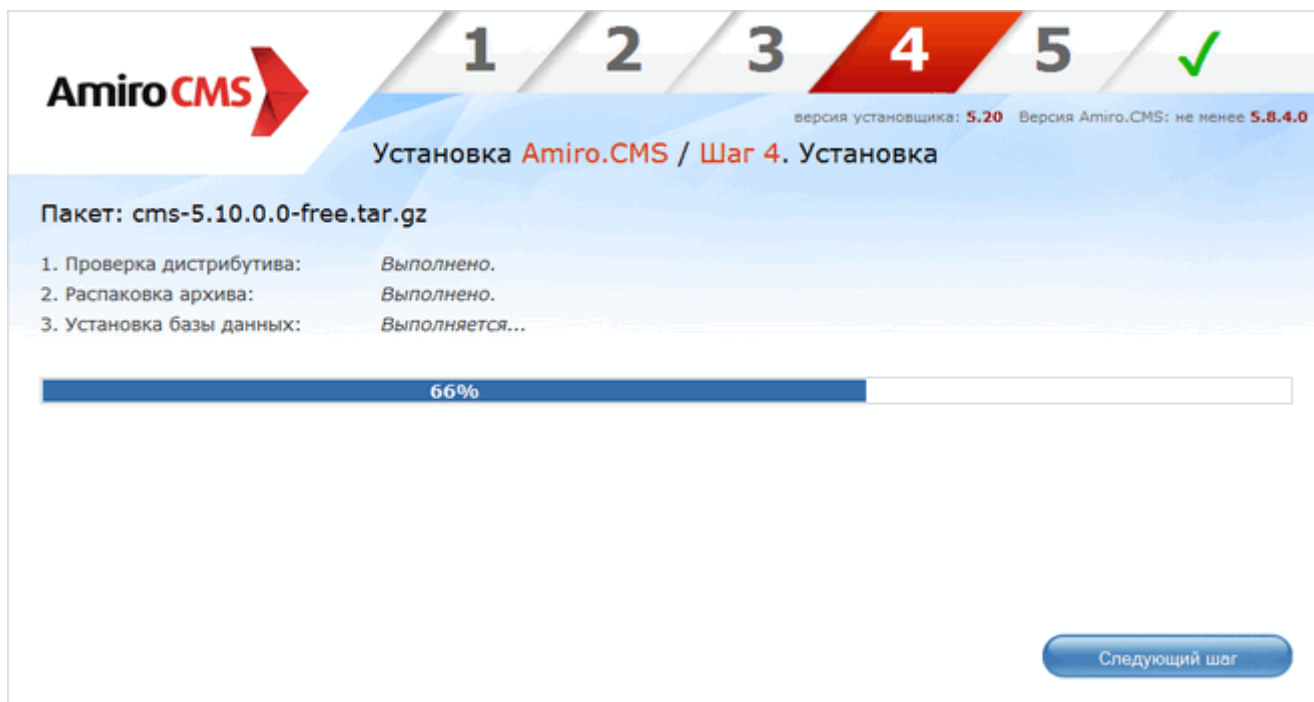 1 2 3 4 5
Amiro CMS
версия установщика: 5.20 Версия Amiro.CMS: не менее 5.8.4.0
Установка Amiro.CMS / Шаг 4. Установка
Пакет: cms-5.10.0.0-free.tar.gz
1. Проверка дистрибутива: Выполнено.
2. Распаковка архива: Выполнено.
3. Установка базы данных: Выполняется...
66%
Следующий шаг